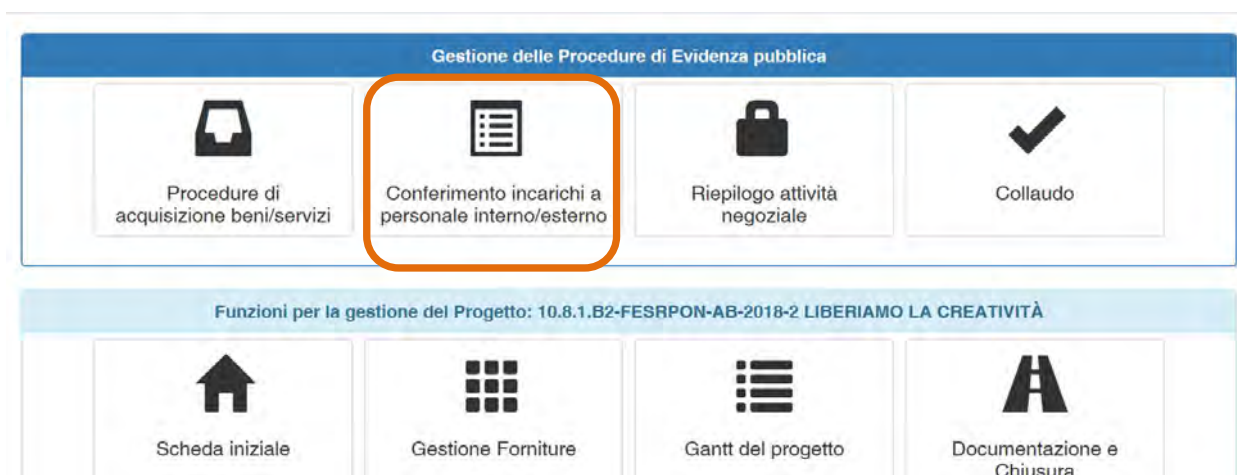 Gestione delle Procedure di Evidenza pubblica
Procedure di
acquisizione beni/servizi
Conferimento incarichi a
personale interno/esterno
Riepilogo attività
negoziale
Collaudo
Funzioni per la gestione del Progetto: 10.8.1.B2-FESRPON-AB-2018-2 LIBERIAMO LA CREATIVITÀ
Scheda iniziale
Gestione Forniture
Gantt del progetto
Documentazione e
Chiusura